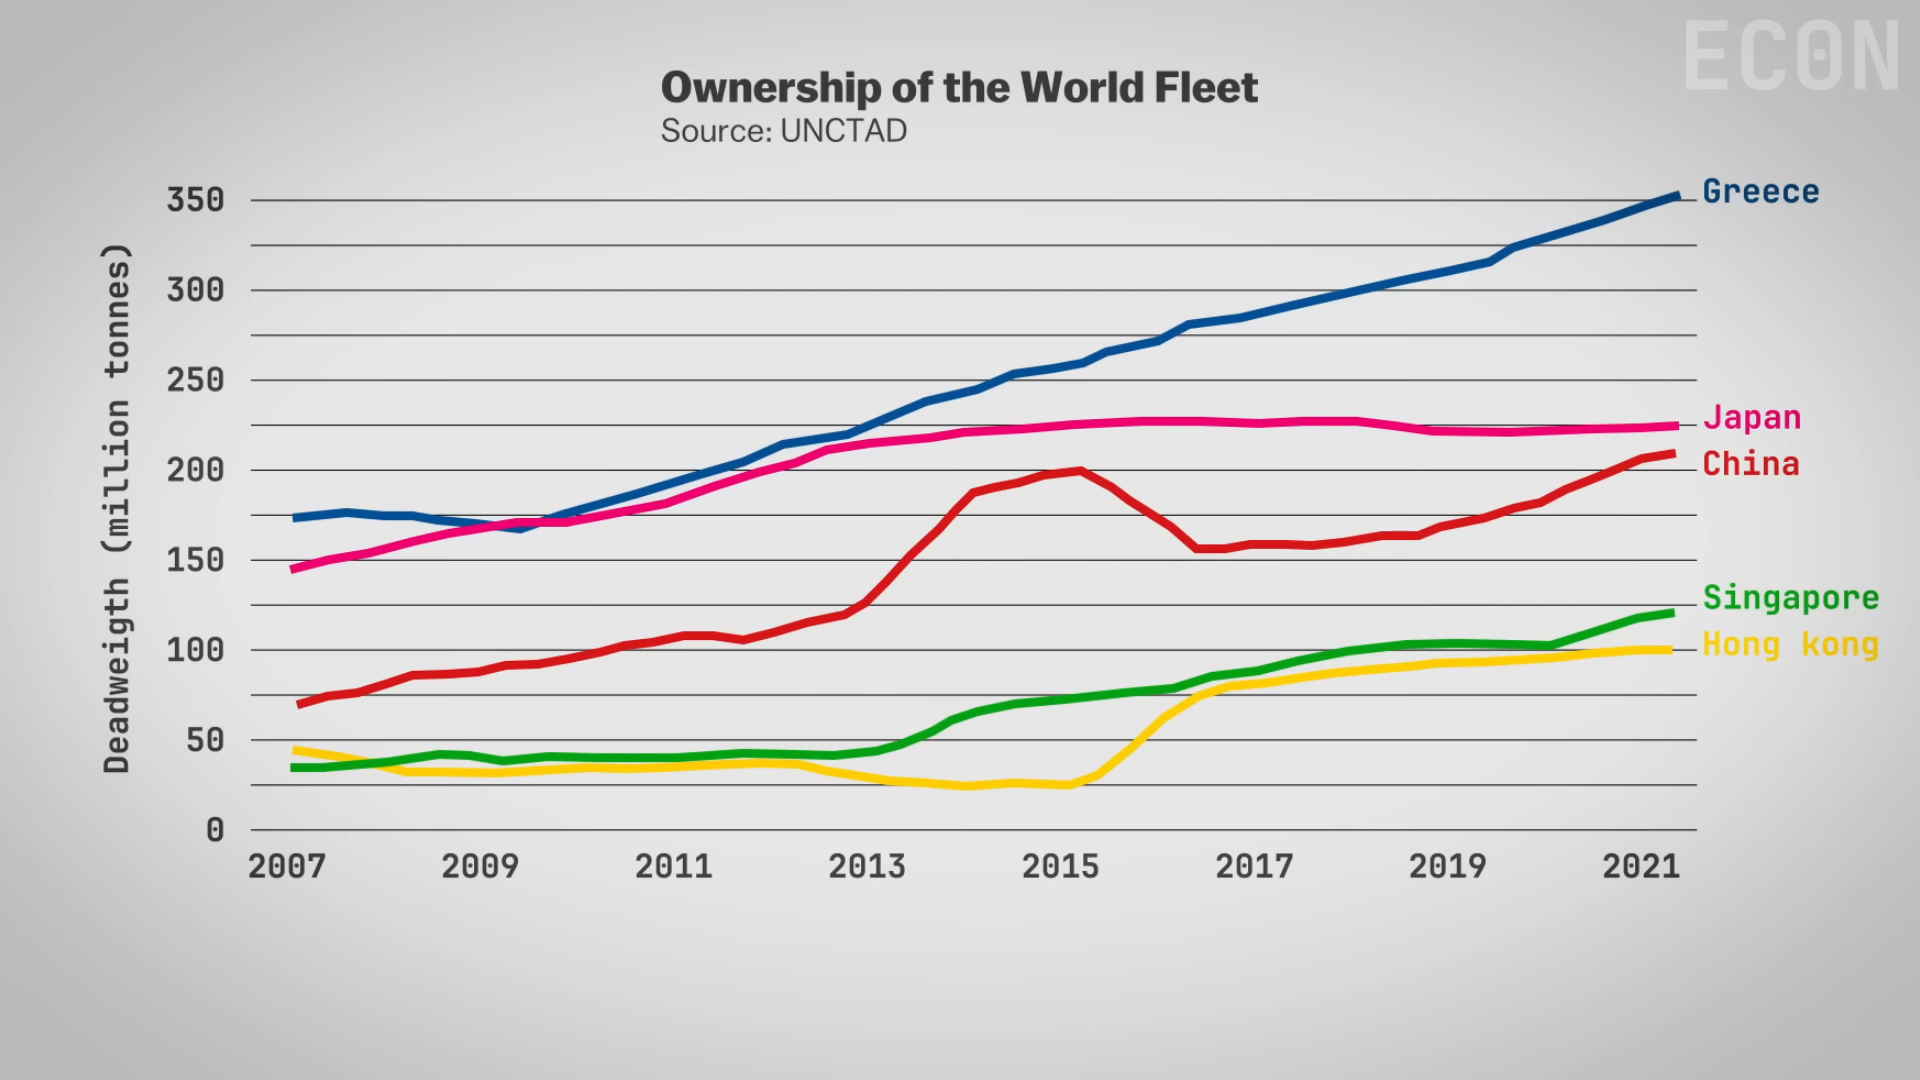 ECON
Ownership of the World Fleet
Source: UNCTAD
Deadweigth (million tonnes)
350
300
250
200
150
100
50
0
Greece
Japan
China
Singapore
Hong kong
2007 2009 2011 2013 2015 2017 2019 2021